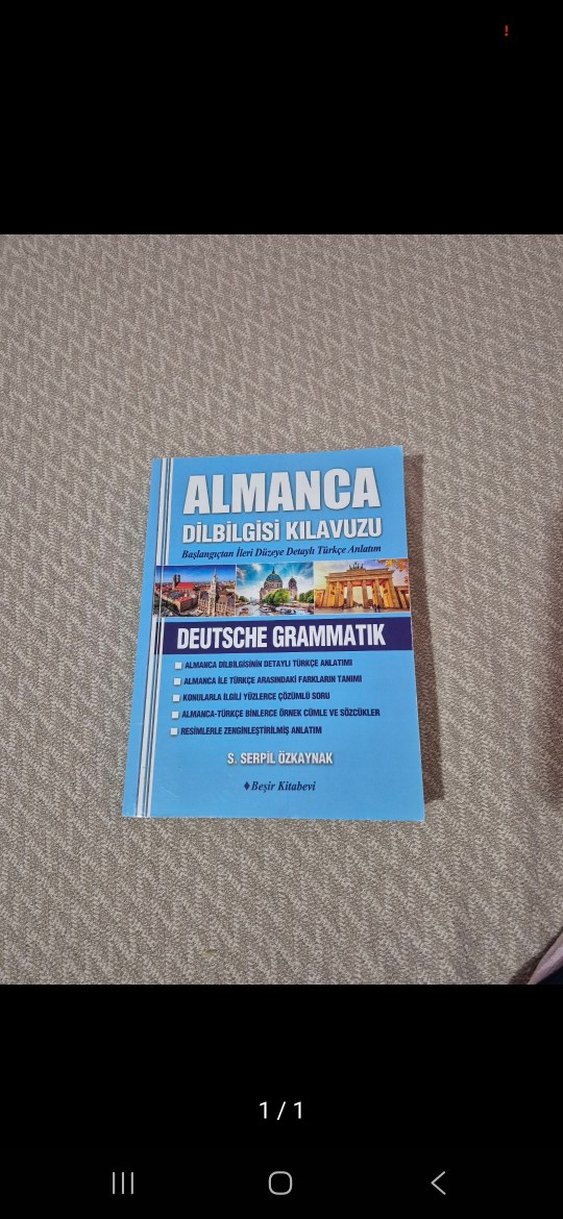 !
ALMANCA
DİLBİLGİSİ KILAVUZU
Başlangıçtan İleri Düzeye Detaylı Türkçe Anlatım
DEUTSCHE GRAMMATIK
ALMANCA DİLBİLGİSİNİN DETAYLI TÜRKÇE ANLATIMI
ALMANCA İLE TÜRKÇE ARASINDAKİ FARKLARIN TANIMI
KONULARLA İLGİLİ YÜZLERCE ÇÖZÜMLÜ SORU
ALMANCA-TÜRKÇE BİNLERCE ÖRNEK CÜMLE VE SÖZCÜKLER
RESİMLERLE ZENGİNLEŞTİRİLMİŞ ANLATIM
S. SERPİL ÖZKAYNAK
Beşir Kitabevi
1 / 1